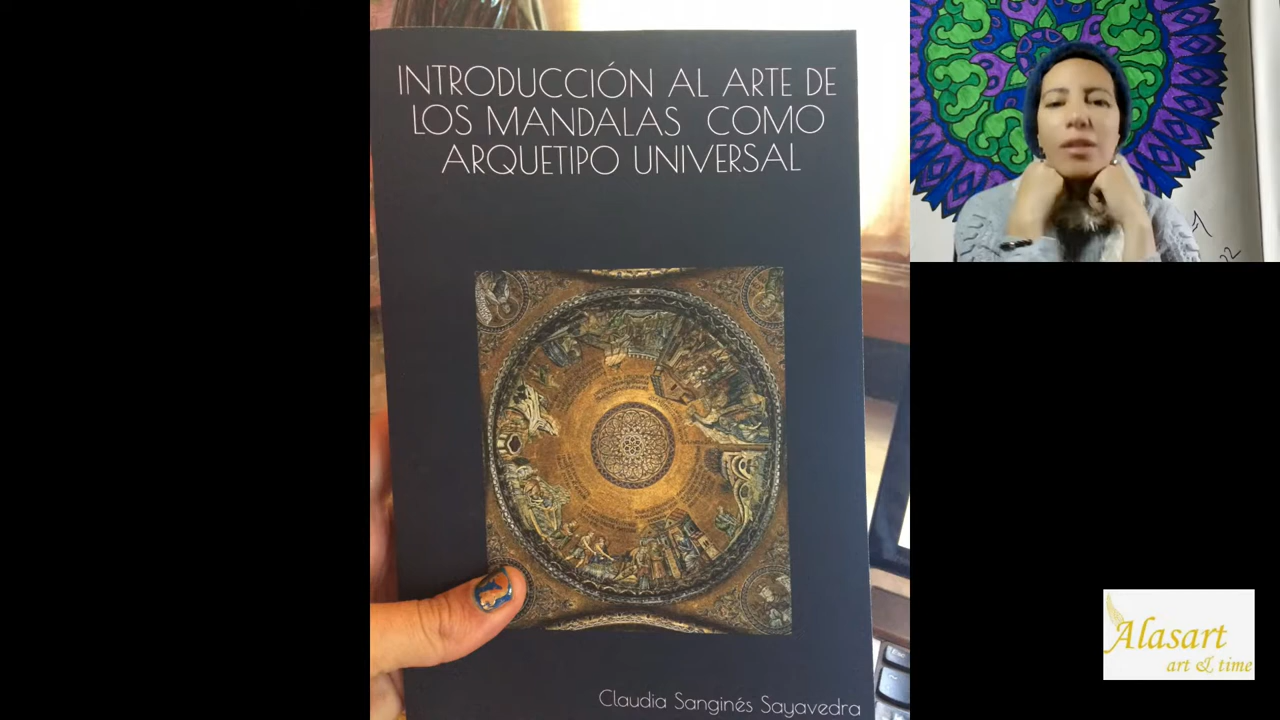 INTRODUCCIÓN AL ARTE DE
LOS MANDALAS COMO
ARQUETIPO UNIVERSAL
Claudia Sanginés Sayavedra
Alasart
art & time